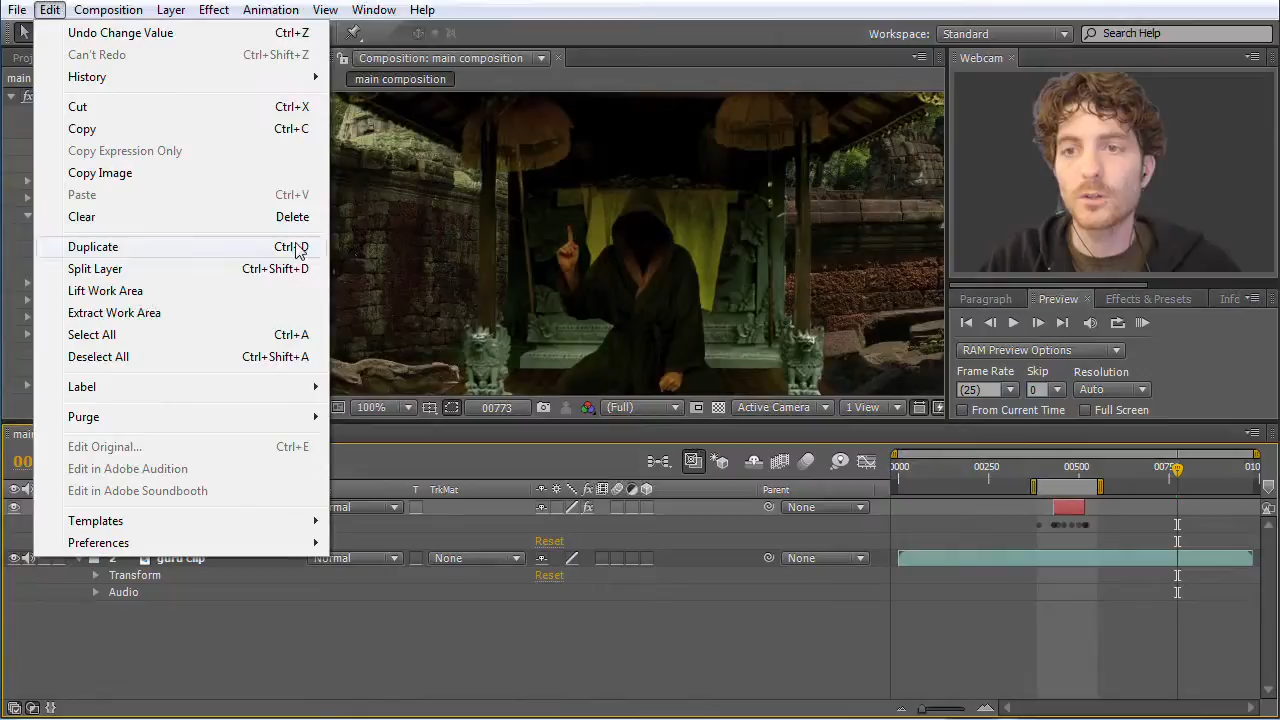 File Edit Composition Layer Effect Animation View Window Help
Undo Change Value Ctrl+Z
Can't Redo Ctrl+Shift+Z
History
Cut Ctrl+X
Copy Ctrl+C
Copy Expression Only
Copy Image
Paste Ctrl+V
Clear Delete
Duplicate Ctrl+D
Split Layer Ctrl+Shift+D
Lift Work Area
Extract Work Area
Select All Ctrl+A
Deselect All Ctrl+Shift+A
Label
Purge
Edit Original... Ctrl+E
Edit in Adobe Audition
Edit in Adobe Soundbooth
Templates
Preferences
Workspace: Standard Search Help
Composition: main composition
main composition
Webcam
100% 00773 (Full) Active Camera 1 View
Paragraph Preview Effects & Presets Info
RAM Preview Options
Frame Rate Skip Resolution
(25) 0 Auto
From Current Time Full Screen
T TrkMat Parent
0000 00250 00500 0075 010
None
Reset
2 guru clip Normal None None
Transform Reset
Audio